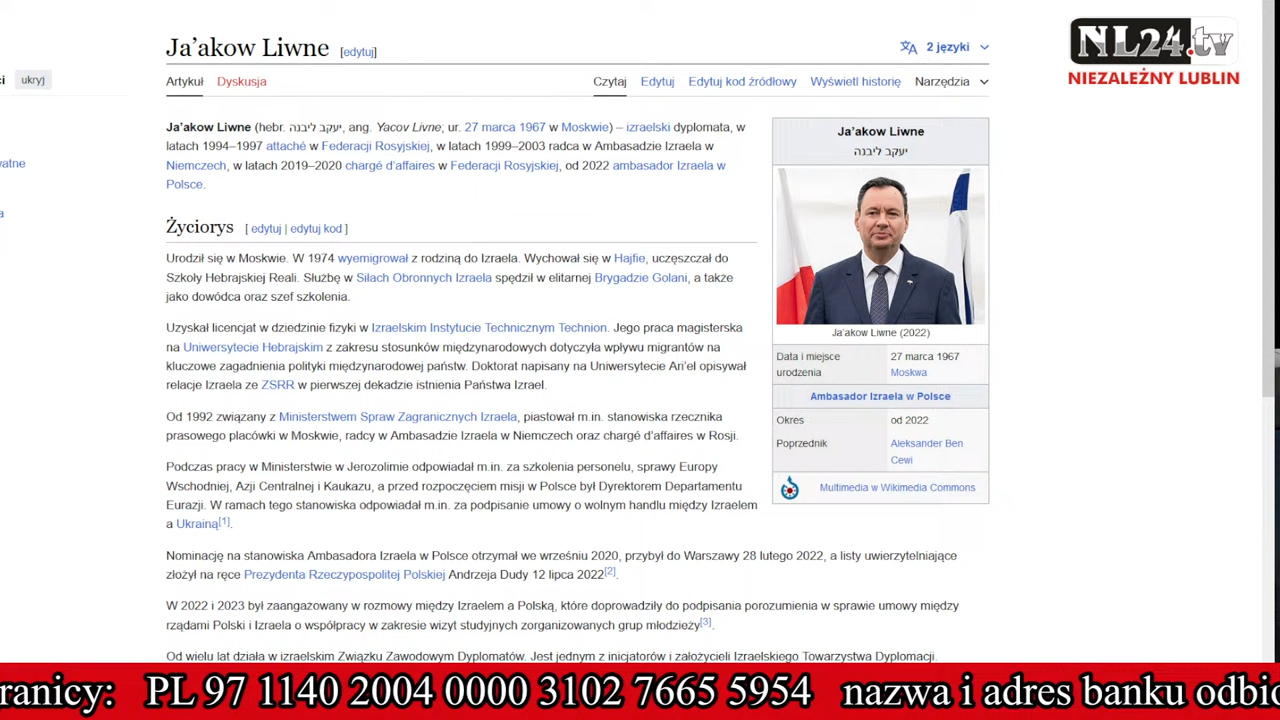 Ja’akow Liwne [edytuj]
2 języki
NL24.tv
NIEZALEŻNY LUBLIN
ci ukryj
Artykuł Dyskusja Czytaj Edytuj Edytuj kod źródłowy Wyświetl historię Narzędzia
Ja’akow Liwne (hebr. יעקב ליבנה, ang. Yacov Livne; ur. 27 marca 1967 w Moskwie) – izraelski dyplomata, w
latach 1994–1997 attaché w Federacji Rosyjskiej, w latach 1999–2003 radca w Ambasadzie Izraela w
Niemczech, w latach 2019–2020 chargé d’affaires w Federacji Rosyjskiej, od 2022 ambasador Izraela w
Polsce.
watne
a
Życiorys [ edytuj | edytuj kod ]
Urodził się w Moskwie. W 1974 wyemigrował z rodziną do Izraela. Wychował się w Hajfie, uczęszczał do
Szkoły Hebrajskiej Reali. Służbę w Siłach Obronnych Izraela spędził w elitarnej Brygadzie Golani, a także
jako dowódca oraz szef szkolenia.
Uzyskał licencjat w dziedzinie fizyki w Izraelskim Instytucie Technicznym Technion. Jego praca magisterska
na Uniwersytecie Hebrajskim z zakresu stosunków międzynarodowych dotyczyła wpływu migrantów na
kluczowe zagadnienia polityki międzynarodowej państw. Doktorat napisany na Uniwersytecie Ari’el opisywał
relacje Izraela ze ZSRR w pierwszej dekadzie istnienia Państwa Izrael.
Od 1992 związany z Ministerstwem Spraw Zagranicznych Izraela, piastował m.in. stanowiska rzecznika
prasowego placówki w Moskwie, radcy w Ambasadzie Izraela w Niemczech oraz chargé d’affaires w Rosji.
Podczas pracy w Ministerstwie w Jerozolimie odpowiadał m.in. za szkolenia personelu, sprawy Europy
Wschodniej, Azji Centralnej i Kaukazu, a przed rozpoczęciem misji w Polsce był Dyrektorem Departamentu
Eurazji. W ramach tego stanowiska odpowiadał m.in. za podpisanie umowy o wolnym handlu między Izraelem
a Ukrainą[1].
Nominację na stanowiska Ambasadora Izraela w Polsce otrzymał we wrześniu 2020, przybył do Warszawy 28 lutego 2022, a listy uwierzytelniające
złożył na ręce Prezydenta Rzeczypospolitej Polskiej Andrzeja Dudy 12 lipca 2022[2].
W 2022 i 2023 był zaangażowany w rozmowy między Izraelem a Polską, które doprowadziły do podpisania porozumienia w sprawie umowy między
rządami Polski i Izraela o współpracy w zakresie wizyt studyjnych zorganizowanych grup młodzieży[3].
Od wielu lat działa w izraelskim Związku Zawodowym Dyplomatów. Jest jednym z inicjatorów i założycieli Izraelskiego Towarzystwa Dyplomacji.
Ja’akow Liwne
יעקב ליבנה
Ja’akow Liwne (2022)
Data i miejsce 27 marca 1967
urodzenia Moskwa
Ambasador Izraela w Polsce
Okres od 2022
Poprzednik Aleksander Ben
Cewi
Multimedia w Wikimedia Commons
ranicy: PL 97 1140 2004 0000 3102 7665 5954 nazwa i adres banku odbio